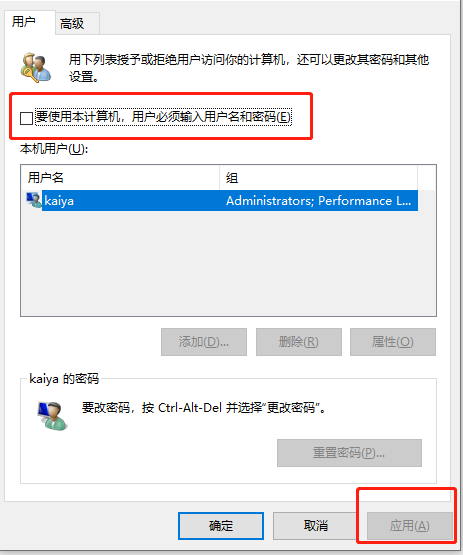 用户 高级
用下列表授予或拒绝用户访问你的计算机，还可以更改其密码和其他
设置。
要使用本计算机，用户必须输入用户名和密码(E)
本机用户(U):
用户名 组
kaiya Administrators; Performance L...
添加(D)... 删除(R) 属性(O)
kaiya 的密码
要改密码，按 Ctrl-Alt-Del 并选择“更改密码”。
重置密码(P)...
确定 取消 应用(A)